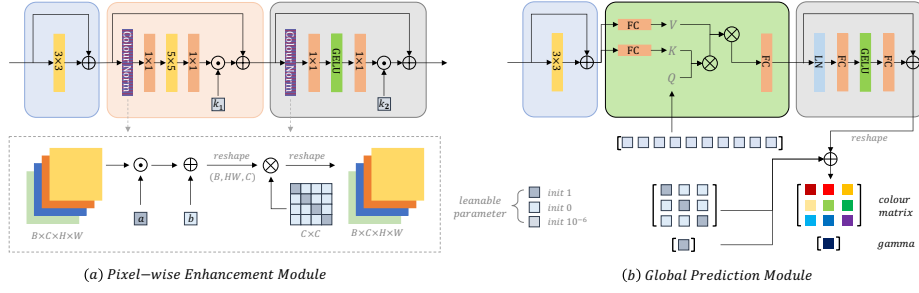 3×3
Colour Norm
1×1
5×5
1×1
k₁
Colour Norm
1×1
GELU
1×1
k₂
reshape
(B, HW, C)
reshape
a
b
C×C
B×C×H×W
B×C×H×W
(a) Pixel−wise Enhancement Module
leanable
parameter
init 1
init 0
init 10⁻⁶
3×3
FC
V
FC
K
Q
FC
LN
FC
GELU
FC
reshape
colour
matrix
gamma
(b) Global Prediction Module